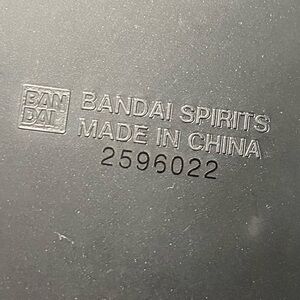 BAN
DAI
BANDAI SPIRITS
MADE IN CHINA
2596022